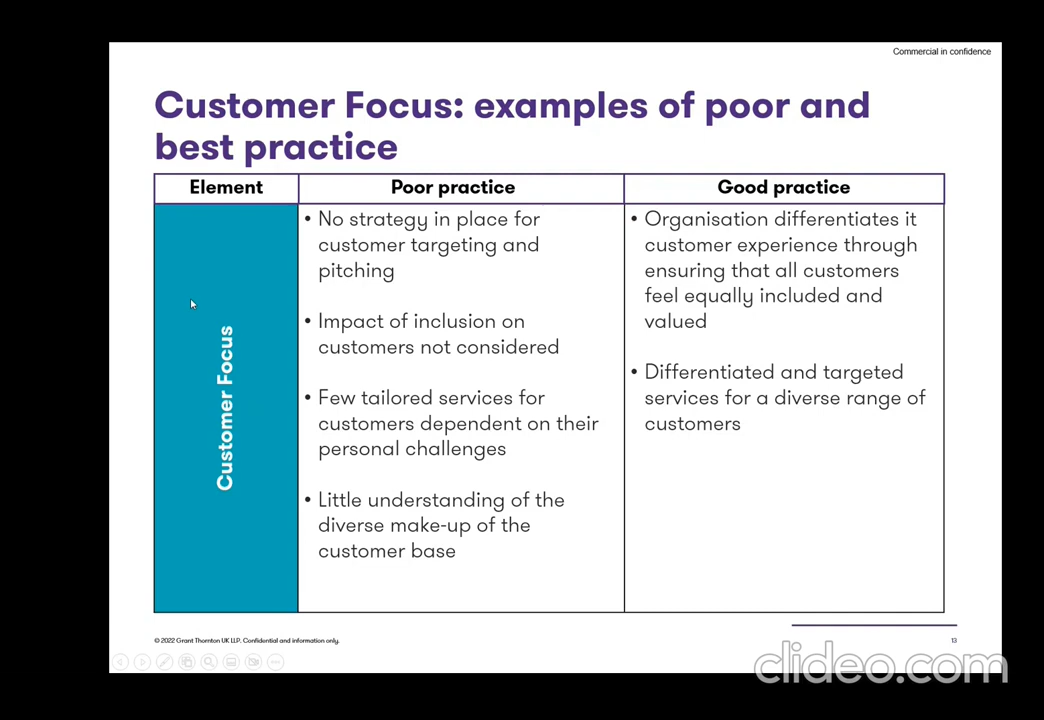 Commercial in confidence
Customer Focus: examples of poor and
best practice
Element
Poor practice
Good practice
Customer Focus
• No strategy in place for
customer targeting and
pitching
• Impact of inclusion on
customers not considered
• Few tailored services for
customers dependent on their
personal challenges
• Little understanding of the
diverse make-up of the
customer base
• Organisation differentiates it
customer experience through
ensuring that all customers
feel equally included and
valued
• Differentiated and targeted
services for a diverse range of
customers
© 2022 Grant Thornton UK LLP. Confidential and information only.
13
clideo.com